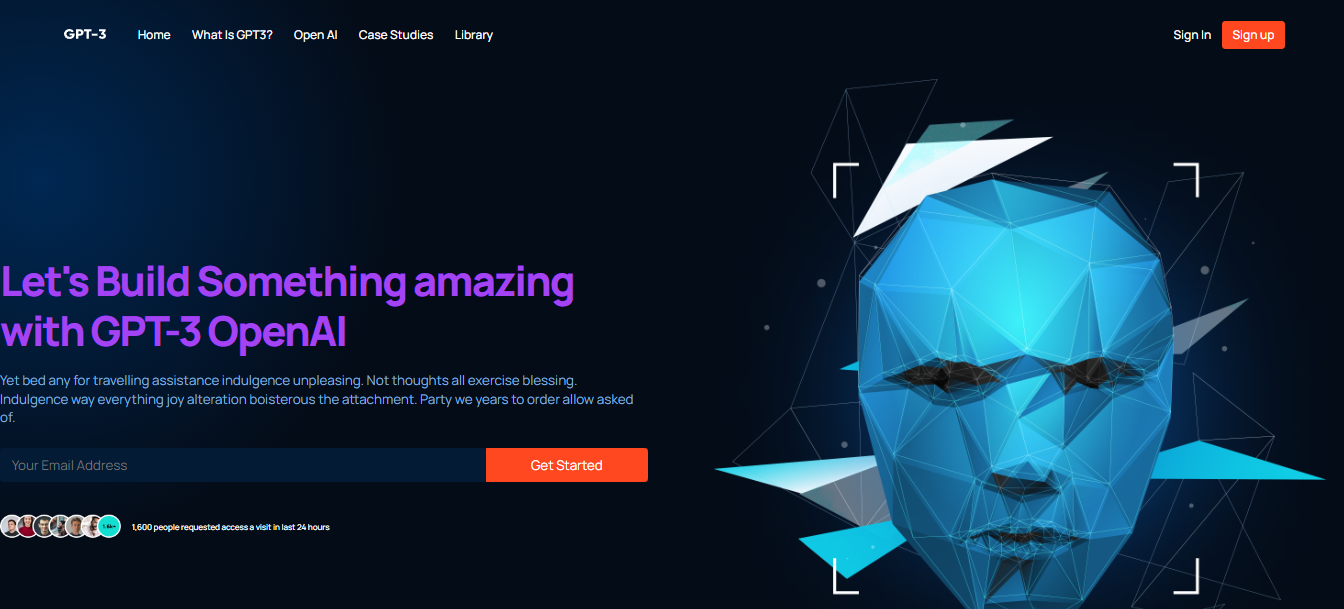 GPT-3 Home What Is GPT3? Open AI Case Studies Library Sign In Sign up
Let's Build Something amazing
with GPT-3 OpenAI
Yet bed any for travelling assistance indulgence unpleasing. Not thoughts all exercise blessing.
Indulgence way everything joy alteration boisterous the attachment. Party we years to order allow asked
of.
Your Email Address Get Started
1,600 people requested access a visit in last 24 hours